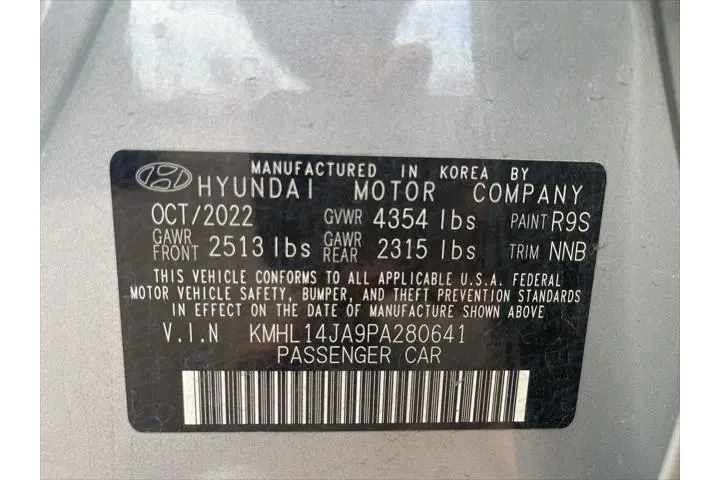 MANUFACTURED IN KOREA BY
HYUNDAI MOTOR COMPANY
OCT/2022 GVWR 4354 lbs PAINT R9S
GAWR FRONT 2513 lbs GAWR REAR 2315 lbs TRIM NNB
THIS VEHICLE CONFORMS TO ALL APPLICABLE U.S.A. FEDERAL
MOTOR VEHICLE SAFETY, BUMPER, AND THEFT PREVENTION STANDARDS
IN EFFECT ON THE DATE OF MANUFACTURE SHOWN ABOVE
V.I.N KMHL14JA9PA280641
PASSENGER CAR